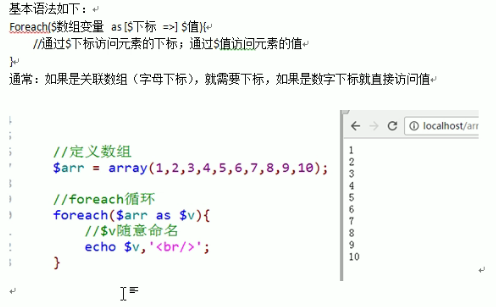 基本语法如下：
Foreach($数组变量 as [$下标 =>] $值){
//通过$下标访问元素的下标；通过$值访问元素的值
}
通常：如果是关联数组（字母下标），就需要下标，如果是数字下标就直接访问值
//定义数组
$arr = array(1,2,3,4,5,6,7,8,9,10);
//foreach循环
foreach($arr as $v){
//$v随意命名
echo $v,'<br/>';
}
localhost/arr
1
2
3
4
5
6
7
8
9
10